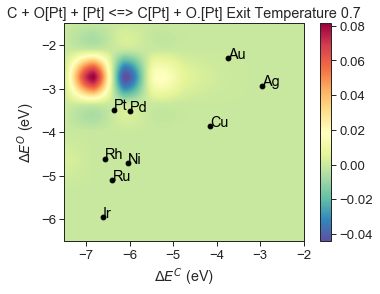 C + O[Pt] + [Pt] <=> C[Pt] + O.[Pt] Exit Temperature 0.7
−2
−3
−4
−5
−6
ΔE^O (eV)
Au
Ag
Pt
Pd
Cu
Rh
Ni
Ru
Ir
−7
−6
−5
−4
−3
−2
ΔE^C (eV)
0.08
0.06
0.04
0.02
0.00
−0.02
−0.04